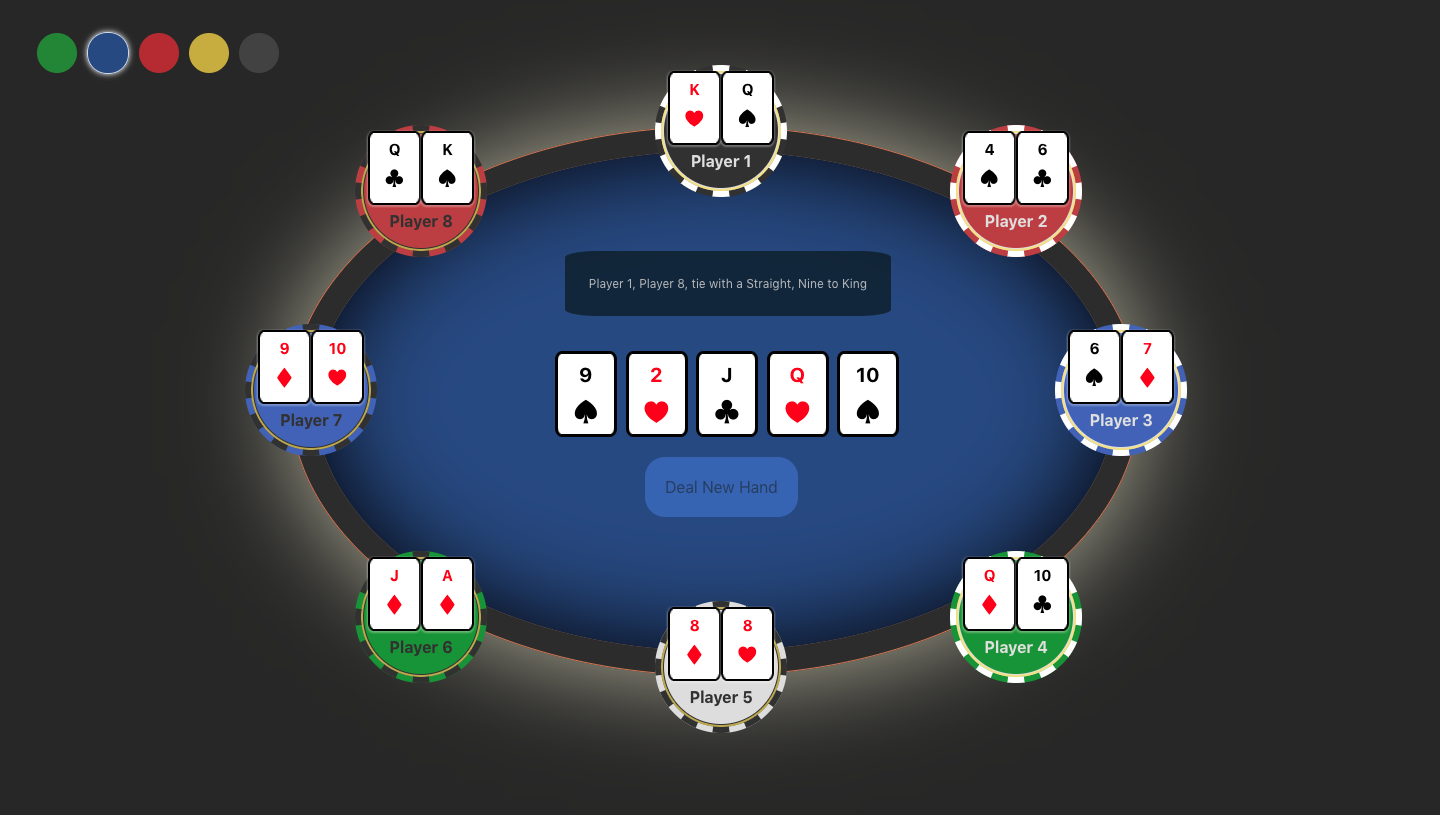 K Q
Player 1
Q K
Player 8
4 6
Player 2
Player 1, Player 8, tie with a Straight, Nine to King
9 10
Player 7
9 2 J Q 10
6 7
Player 3
Deal New Hand
J A
Player 6
Q 10
Player 4
8 8
Player 5